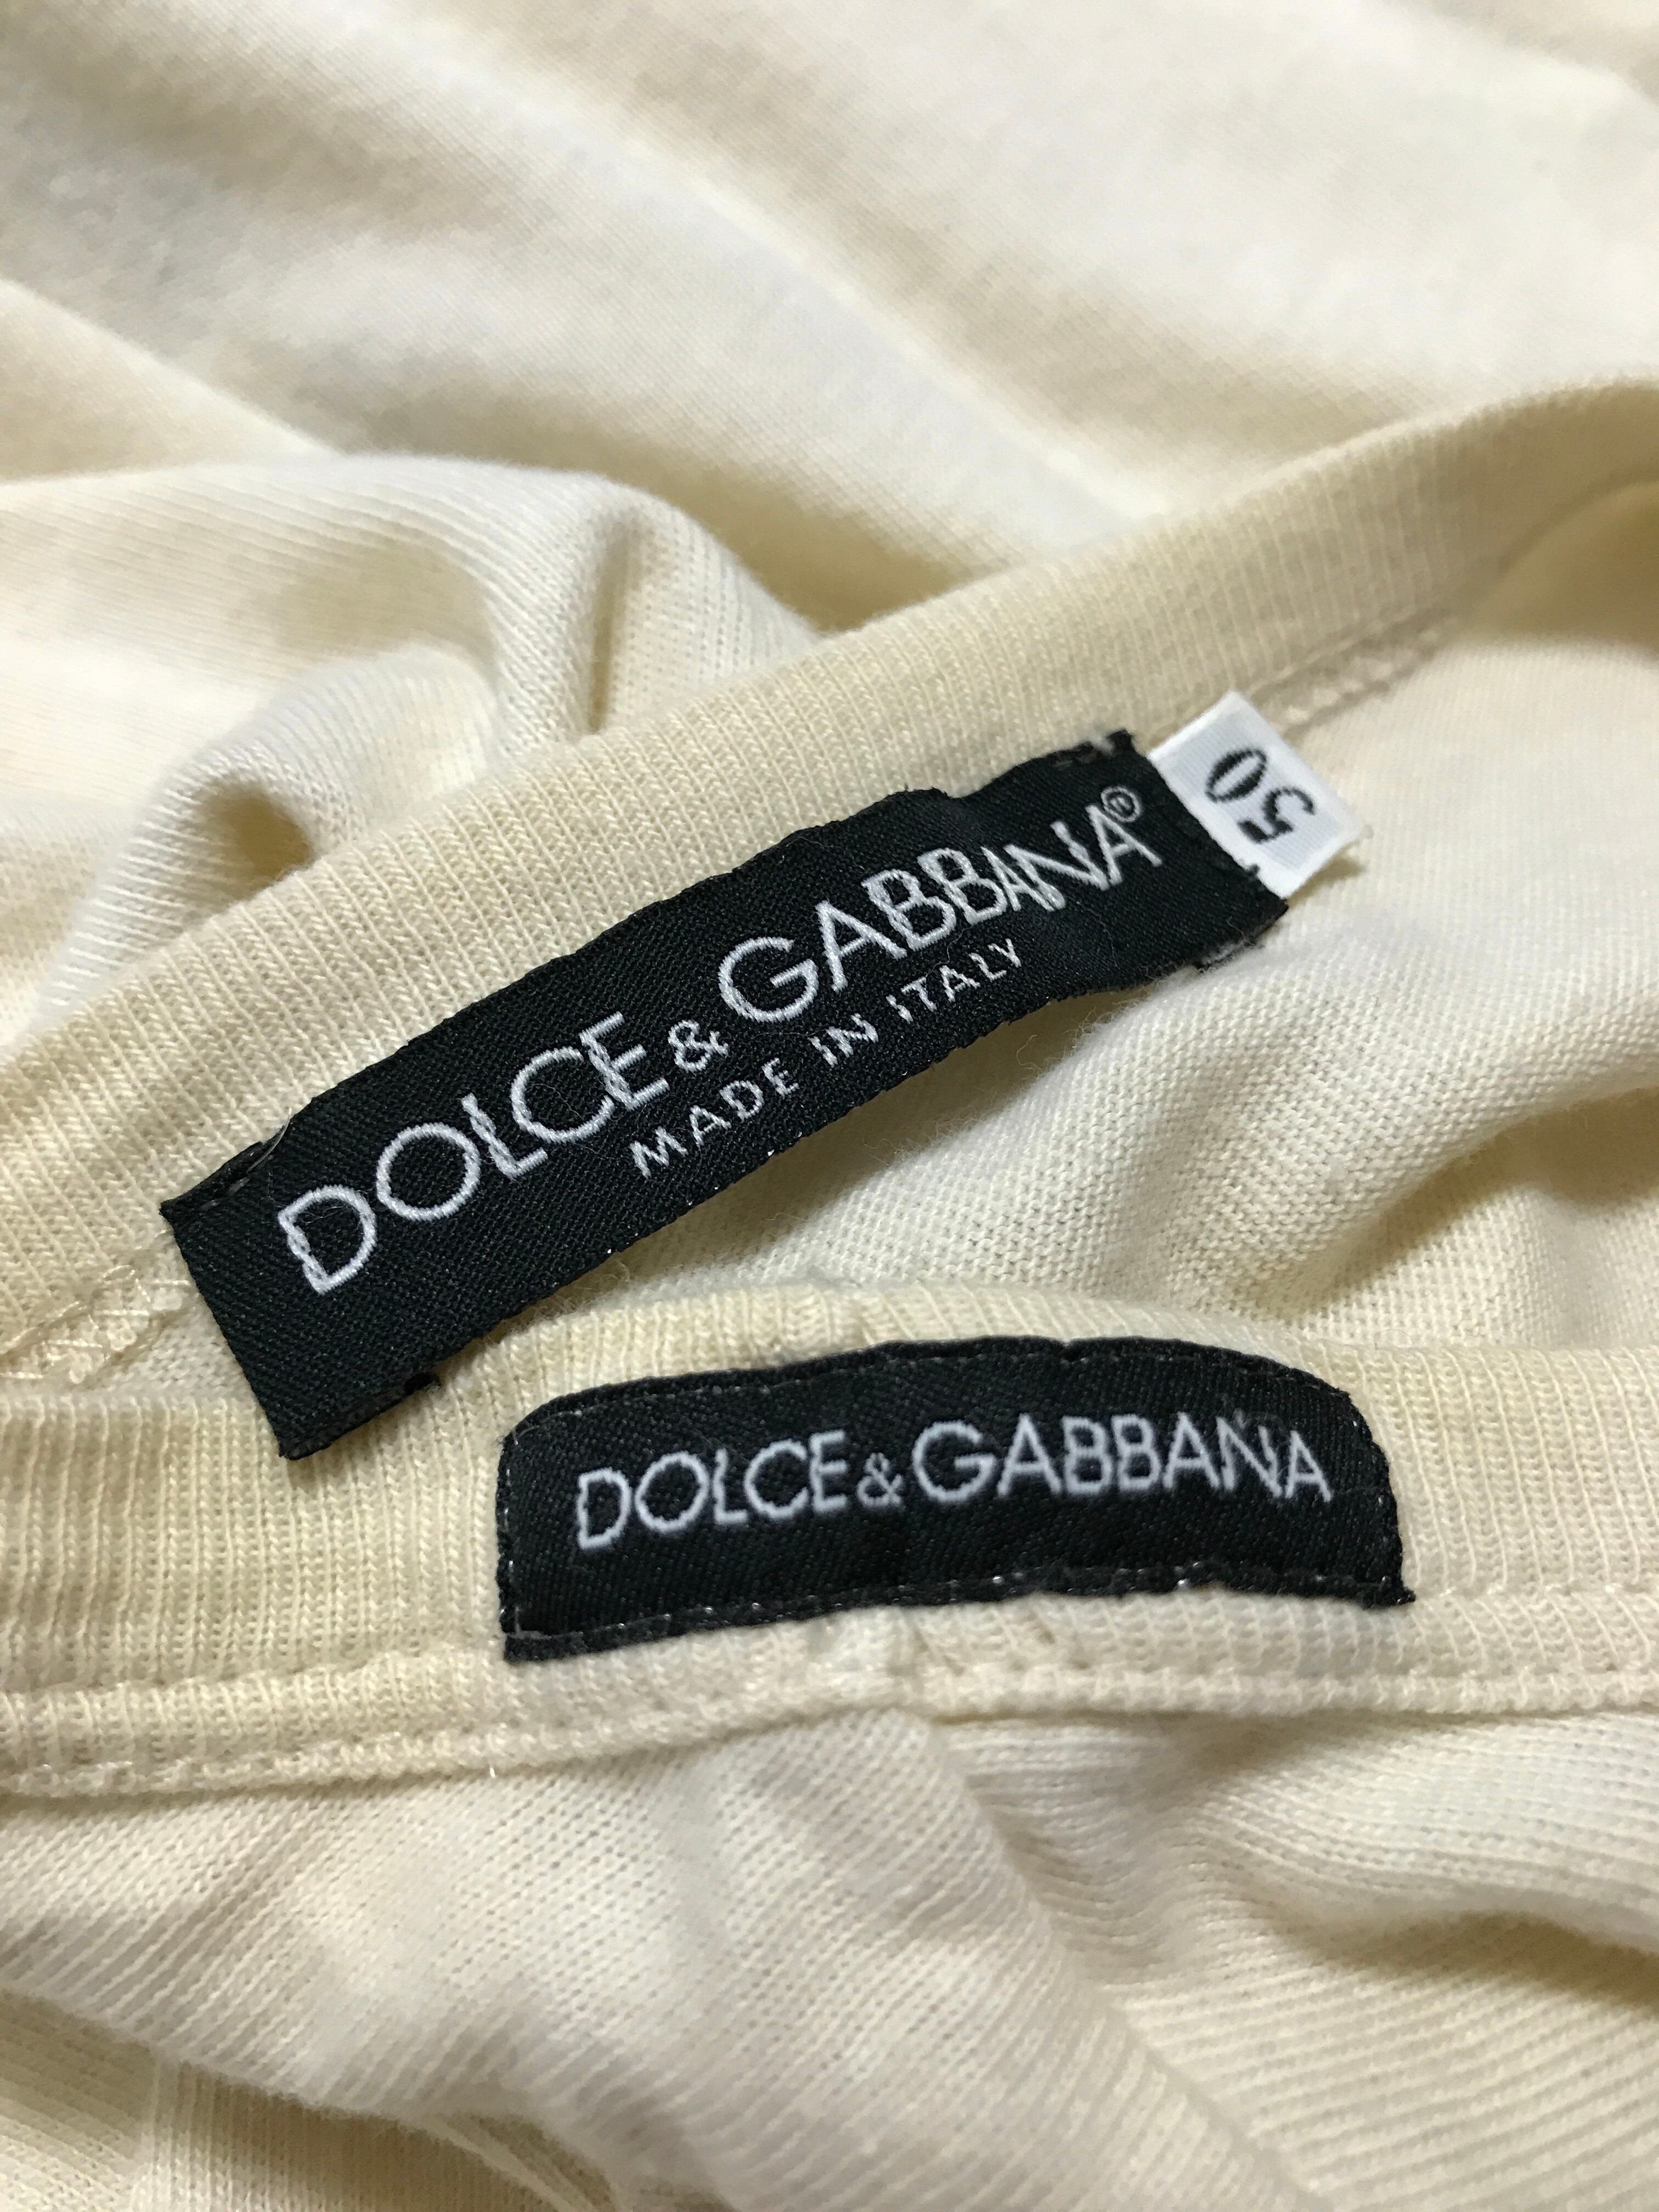 DOLCE & GABBANA®
MADE IN ITALY
50
DOLCE & GABBANA